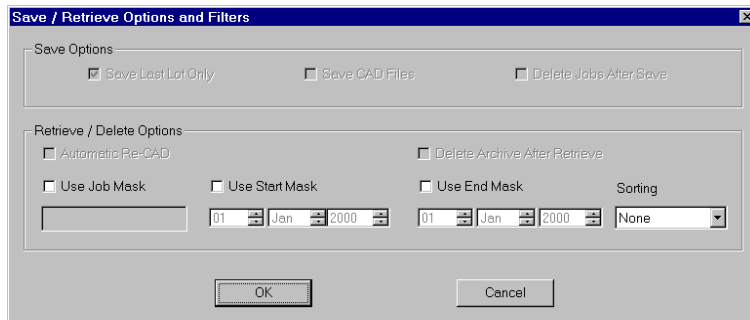 Save / Retrieve Options and Filters
Save Options
Save Last Lot Only Save CAD Files Delete Jobs After Save
Retrieve / Delete Options
Automatic Re-CAD Delete Archive After Retrieve
Use Job Mask Use Start Mask Use End Mask Sorting
01 Jan 2000 01 Jan 2000 None
OK Cancel